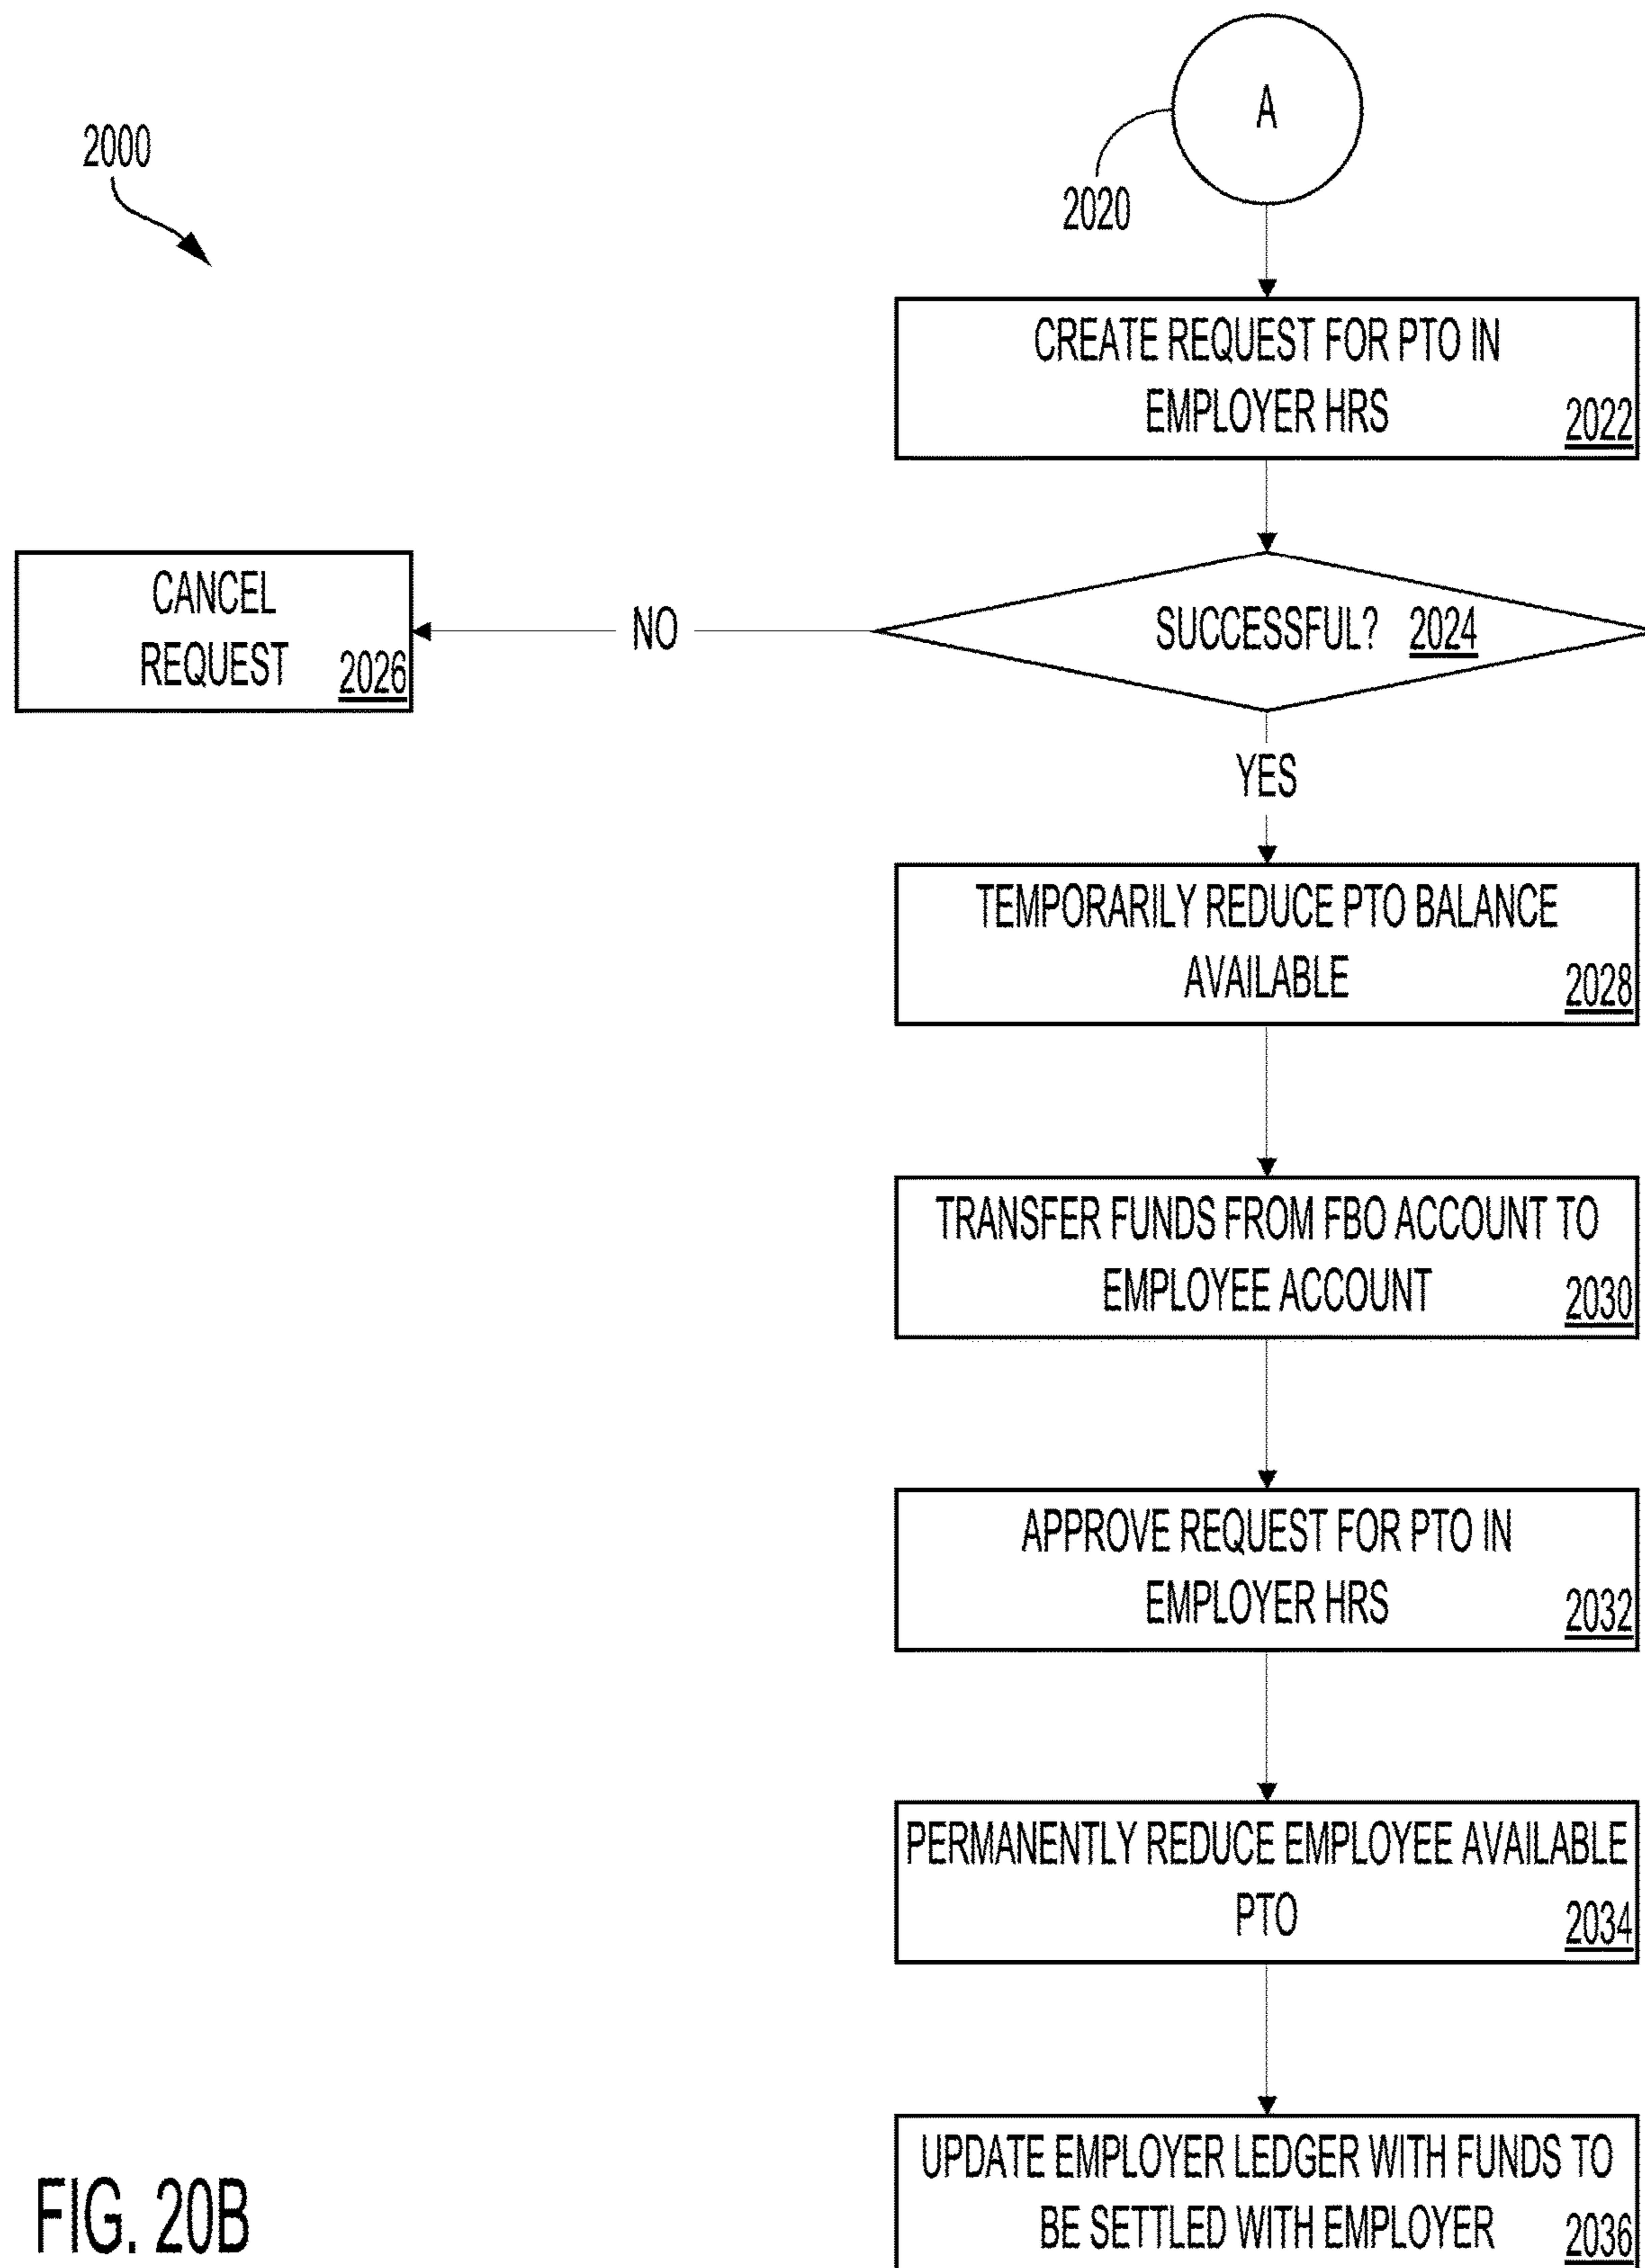 A
2000
2020
CREATE REQUEST FOR PTO IN
EMPLOYER HRS 2022
SUCCESSFUL? 2024
NO
CANCEL
REQUEST 2026
YES
TEMPORARILY REDUCE PTO BALANCE
AVAILABLE 2028
TRANSFER FUNDS FROM FBO ACCOUNT TO
EMPLOYEE ACCOUNT 2030
APPROVE REQUEST FOR PTO IN
EMPLOYER HRS 2032
PERMANENTLY REDUCE EMPLOYEE AVAILABLE
PTO 2034
UPDATE EMPLOYER LEDGER WITH FUNDS TO
BE SETTLED WITH EMPLOYER 2036
FIG. 20B